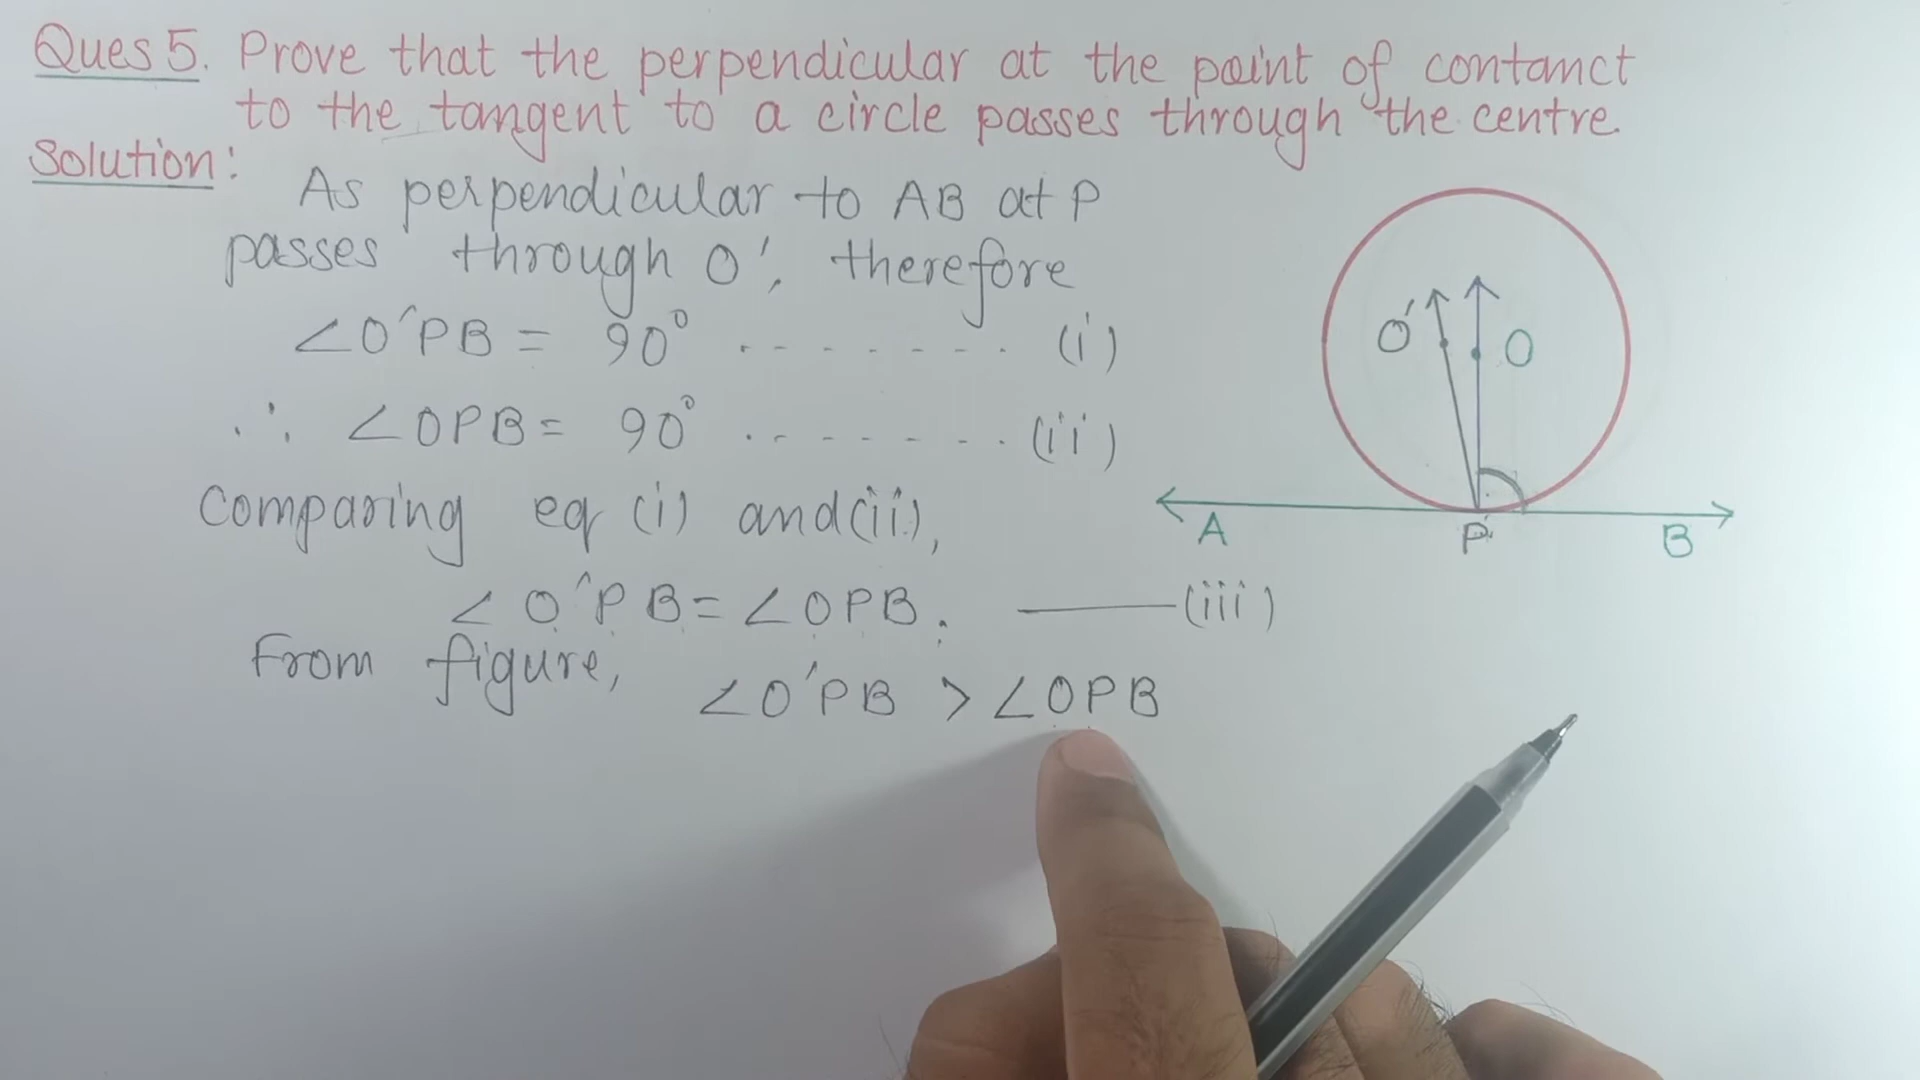 Ques 5. Prove that the perpendicular at the point of contanct
to the tangent to a circle passes through the centre.
Solution:
As perpendicular to AB at P
passes through O', therefore
∠O'PB = 90° ........ (i)
∴ ∠OPB = 90° ........ (ii)
Comparing eq (i) and (ii),
∠O'PB = ∠OPB. —— (iii)
From figure,
∠O'PB > ∠OPB
O' O
A P B